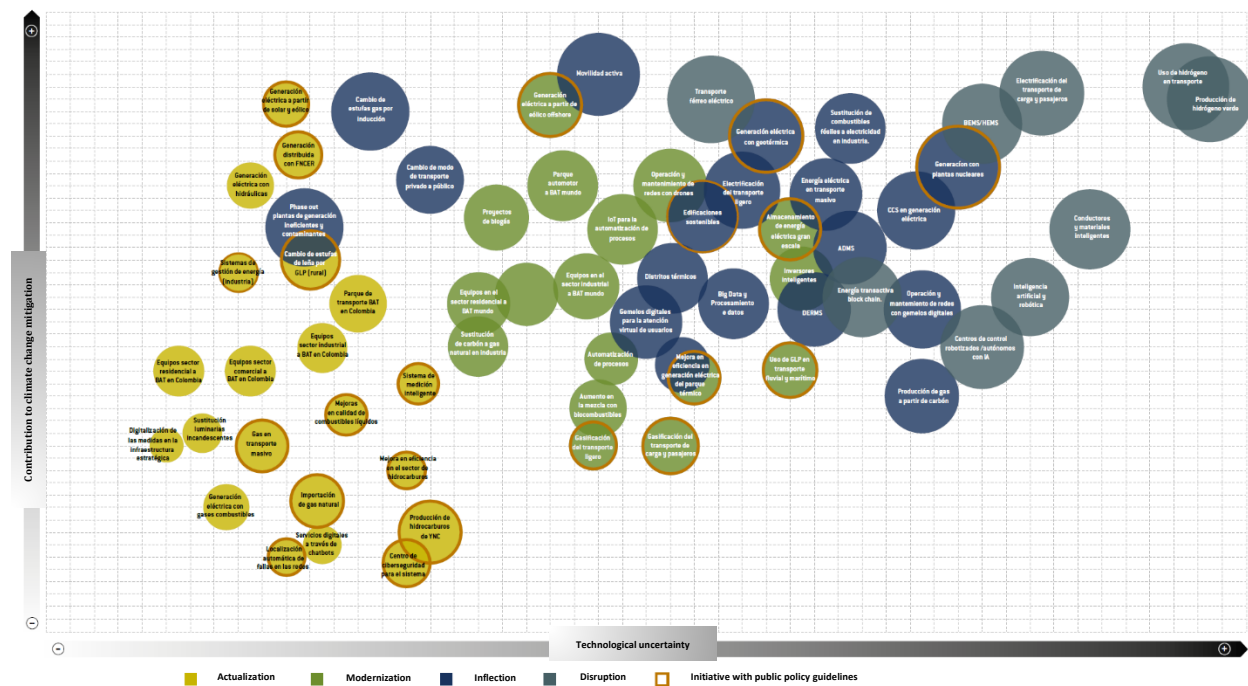 Contribution to climate change mitigation
Generación
eléctrica a partir
de solar y eólico
Generación
distribuida
con FNCER
Generación
eléctrica con
hidráulicas
Cambio de
estufas gas por
inducción
Cambio de modo
de transporte
privado a pública
Phase out
plantas de generación
ineficientes y
contaminantes
Cambio de estufas
de leña por
GLP (rural)
Sistemas de
gestión de energía
(industria)
Parque de
transporte BAT
en Colombia
Equipos
sector industrial
a BAT en Colombia
Equipos sector
residencial a
BAT en Colombia
Equipos sector
comercial a BAT
en Colombia
Sistema de
medición
inteligente
Mejoras
en calidad de
combustibles líquidos
Digitalización de
las medidas en la
infraestructura
estratégica
Sustitución
luminarias
incandescentes
Gas en
transporte
masivo
Mejora en eficiencia
en el sector de
hidrocarburos
Generación
eléctrica con
gases combustibles
Importación
de gas natural
Servicios digitales
a través de
chatbots
Localización
automática de
fallas en las redes
Producción de
hidrocarburos
de YNC
Centro de
ciberseguridad
para el sistema
Movilidad activa
Generación
eléctrica a partir de
eólico offshore
Parque
automotor
a BAT mundo
Proyectos
de biogás
Operación y
mantenimiento de
redes con drones
IoT para la
automatización de
procesos
Equipos en el
sector industrial
a BAT mundo
Equipos en el
sector residencial a
BAT mundo
Sustitución
de carbón a gas
natural en industria
Distritos térmicos
Gemelos digitales
para la atención
virtual de usuarios
Big Data y
Procesamiento
e datos
Automatización
de procesos
Mejora en
eficiencia en
generación eléctrica
del parque
térmico
Aumento en
la mezcla con
biocombustibles
Gasificación
del transporte
ligero
Gasificación del
transporte de
carga y pasajeros
Uso de GLP en
transporte
fluvial y marítimo
Transporte
férreo eléctrico
Generación eléctrica
con geotérmica
Electrificación
del transporte
ligero
Edificaciones
sostenibles
Almacenamiento de
energía
eléctrica gran
escala
Sustitución de
combustibles
fósiles a electricidad
en industria.
Energía eléctrica
en transporte
masivo
ADMS
Inversores
inteligentes
DERMS
Energía transactiva
block chain.
CCS en generación
eléctrica
Operación y
mantenimiento de redes
con gemelos digitales
Producción de gas
a partir de carbón
Centros de control
robotizados /autónomos
con IA
Inteligencia
artificial y
robótica
Conductores
y materiales
inteligentes
BEMS/HEMS
Generacion con
plantas nucleares
Electrificación del
transporte de
carga y pasajeros
Uso de hidrógeno
en transporte
Producción de
hidrógeno verde
Technological uncertainty
Actualization
Modernization
Inflection
Disruption
Initiative with public policy guidelines